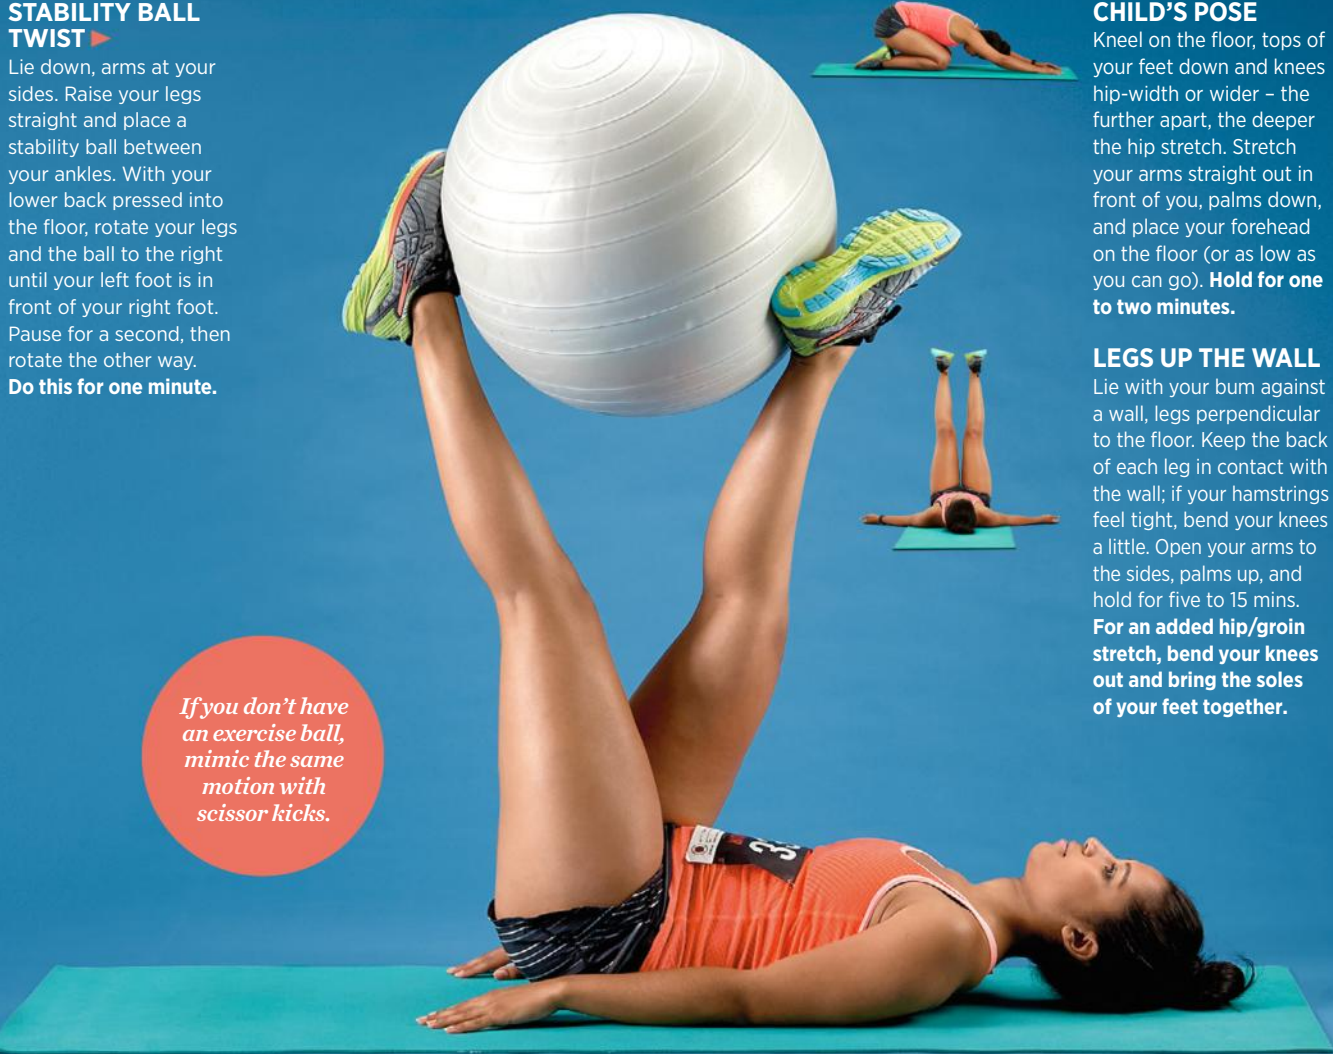 STABILITY BALL
TWIST
Lie down, arms at your
sides. Raise your legs
straight and place a
stability ball between
your ankles. With your
lower back pressed into
the floor, rotate your legs
and the ball to the right
until your left foot is in
front of your right foot.
Pause for a second, then
rotate the other way.
Do this for one minute.
If you don’t have
an exercise ball,
mimic the same
motion with
scissor kicks.
CHILD’S POSE
Kneel on the floor, tops of
your feet down and knees
hip-width or wider – the
further apart, the deeper
the hip stretch. Stretch
your arms straight out in
front of you, palms down,
and place your forehead
on the floor (or as low as
you can go). Hold for one
to two minutes.
LEGS UP THE WALL
Lie with your bum against
a wall, legs perpendicular
to the floor. Keep the back
of each leg in contact with
the wall; if your hamstrings
feel tight, bend your knees
a little. Open your arms to
the sides, palms up, and
hold for five to 15 mins.
For an added hip/groin
stretch, bend your knees
out and bring the soles
of your feet together.